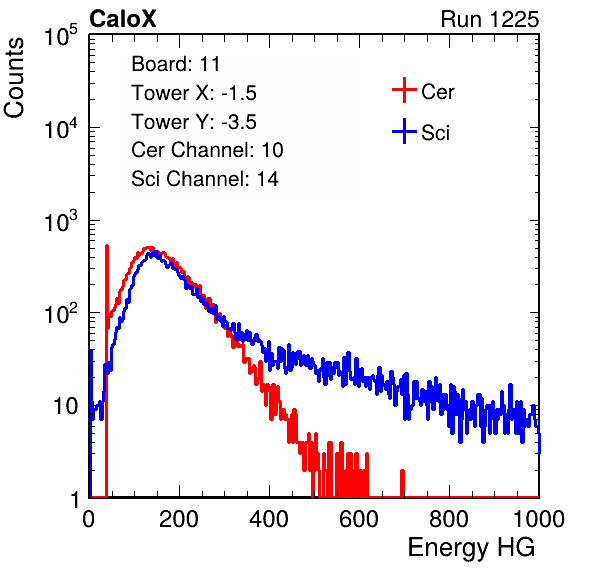 CaloX Run 1225
Counts
Board: 11
Tower X: -1.5
Tower Y: -3.5
Cer Channel: 10
Sci Channel: 14
Cer
Sci
10^5
10^4
10^3
10^2
10
1
0 200 400 600 800 1000
Energy HG